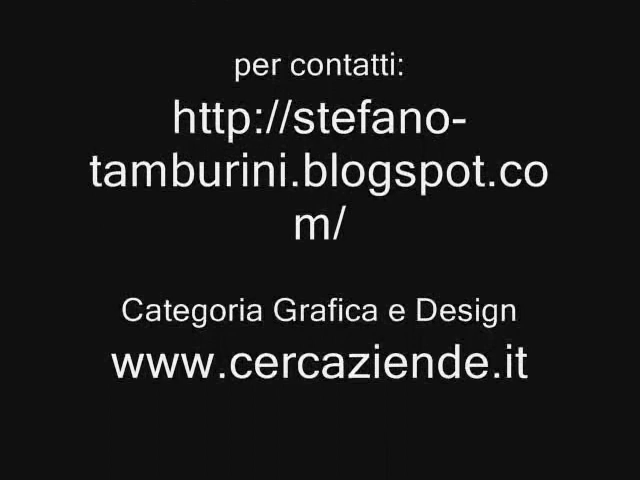 per contatti:
http://stefano-
tamburini.blogspot.co
m/
Categoria Grafica e Design
www.cercaziende.it